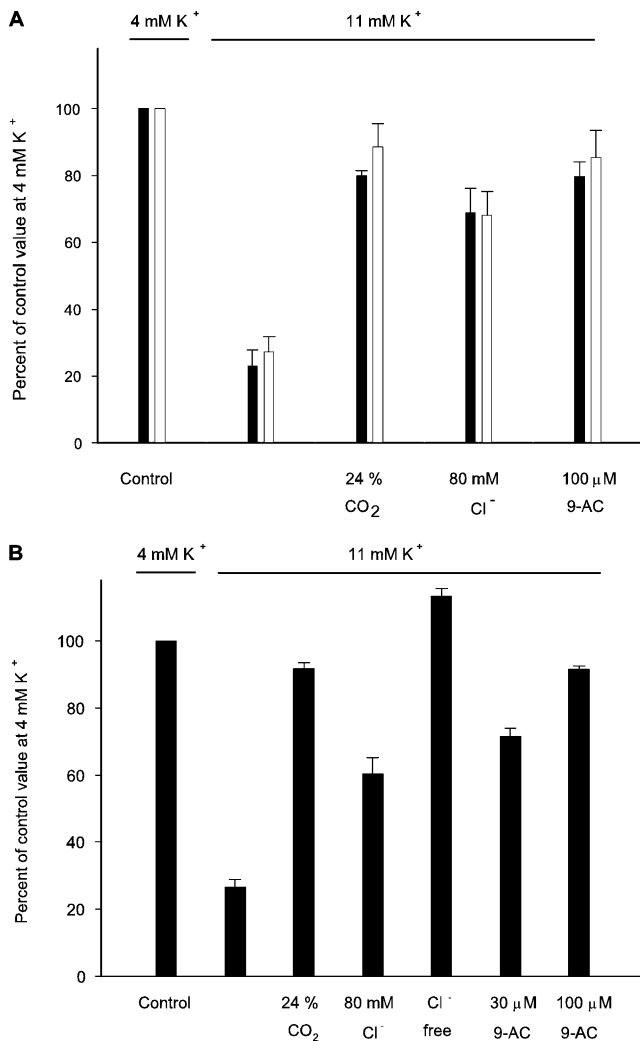 A
4 mM K + 11 mM K +
Percent of control value at 4 mM K +
100
80
60
40
20
0
Control 24 % 80 mM 100 μM
CO2 Cl - 9-AC
B
4 mM K + 11 mM K +
Percent of control value at 4 mM K +
100
80
60
40
20
0
Control 24 % 80 mM Cl - 30 μM 100 μM
CO2 Cl - free 9-AC 9-AC